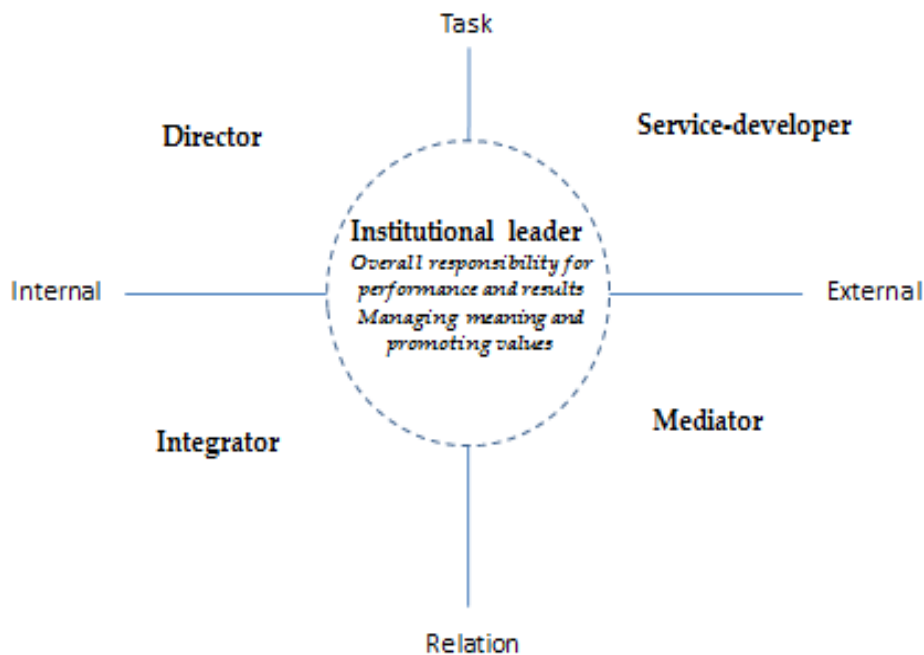 Task
Director
Service-developer
Institutional leader
Overall responsibility for
performance and results
Managing meaning and
promoting values
Internal
External
Integrator
Mediator
Relation